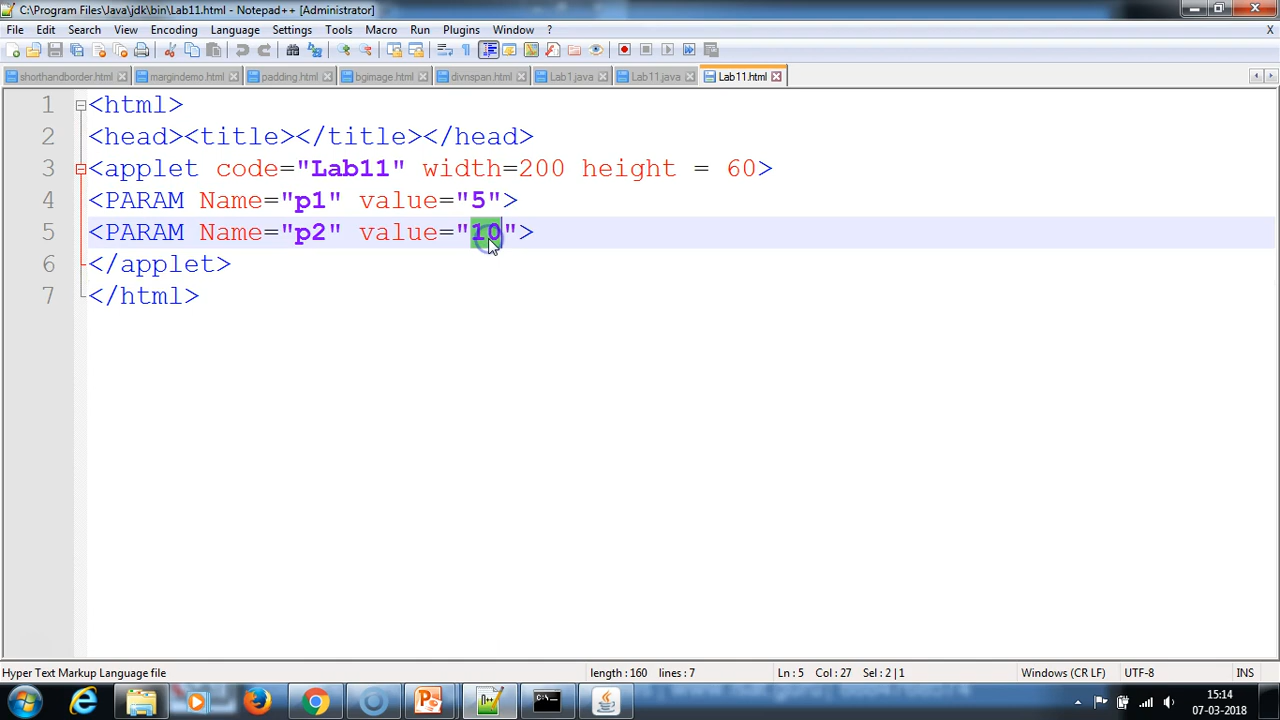 C:\Program Files\Java\jdk\bin\Lab11.html - Notepad++ [Administrator]
File Edit Search View Encoding Language Settings Tools Macro Run Plugins Window ? X
shorthandborder.html margindemo.html padding.html bgimage.html divnspan.html Lab1.java Lab11.java Lab11.html
1 <html>
2 <head><title></title></head>
3 <applet code="Lab11" width=200 height = 60>
4 <PARAM Name="p1" value="5">
5 <PARAM Name="p2" value="10">
6 </applet>
7 </html>
Hyper Text Markup Language file length : 160 lines : 7 Ln : 5 Col : 27 Sel : 2 | 1 Windows (CR LF) UTF-8 INS
15:14
07-03-2018